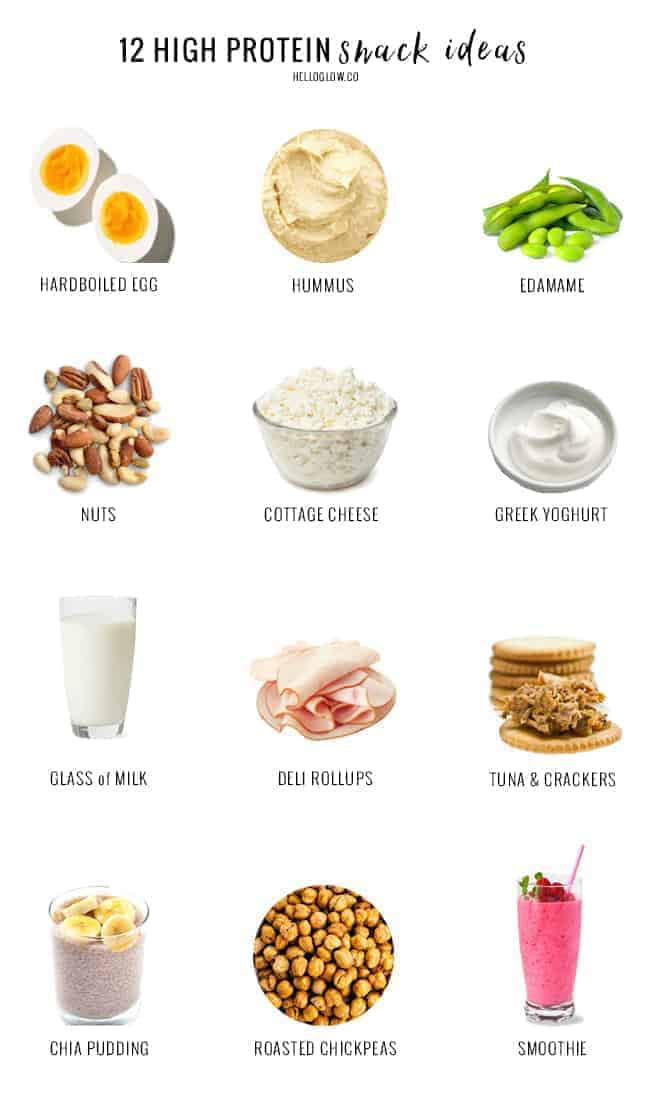 12 HIGH PROTEIN snack ideas
HELLOGLOW.CO
HARDBOILED EGG
HUMMUS
EDAMAME
NUTS
COTTAGE CHEESE
GREEK YOGHURT
GLASS of MILK
DELI ROLLUPS
TUNA & CRACKERS
CHIA PUDDING
ROASTED CHICKPEAS
SMOOTHIE